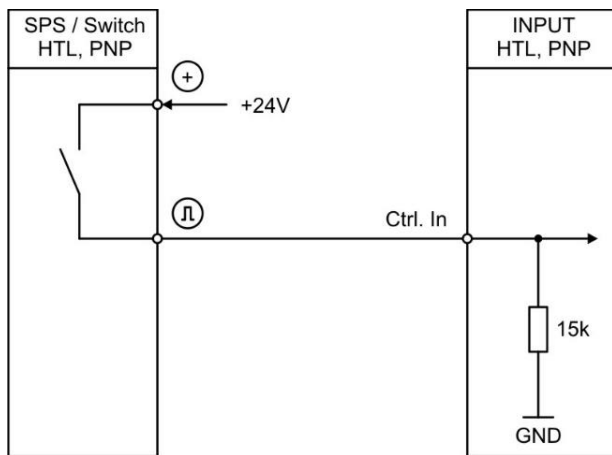 SPS / Switch
HTL, PNP
INPUT
HTL, PNP
+
+24V
Ctrl. In
15k
GND